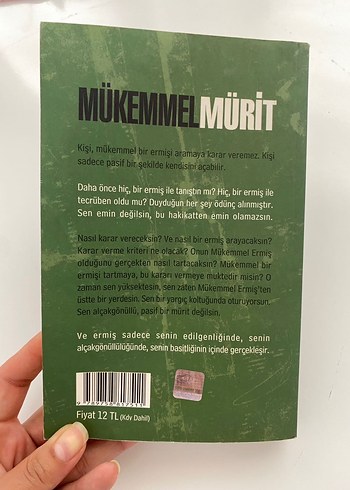 MÜKEMMELMÜRİT
Kişi, mükemmel bir ermişi aramaya karar veremez. Kişi
sadece pasif bir şekilde kendisini açabilir.
Daha önce hiç, bir ermiş ile tanıştın mı? Hiç, bir ermiş ile
tecrüben oldu mu? Duyduğun her şey ödünç alınmıştır.
Sen emin değilsin, bu hakikatten emin olamazsın.
Nasıl karar vereceksin? Ve nasıl bir ermiş arayacaksın?
Karar verme kriterin ne olacak? Onun Mükemmel Ermiş
olduğunu gerçekten nasıl tartacaksın? Mükemmel bir
ermişi tartmaya, bu kararı vermeye muktedir misin? O
zaman sen yüksektesin, sen zaten Mükemmel Ermiş'ten
üstte bir yerdesin. Sen bir yargıç koltuğunda oturuyorsun.
Sen alçakgönüllü, pasif bir mürit değilsin.
Ve ermiş sadece senin edilgenliğinde, senin
alçakgönüllülüğünde, senin basitliğinin içinde gerçekleşir.
Fiyat 12 TL (Kdv Dahil)